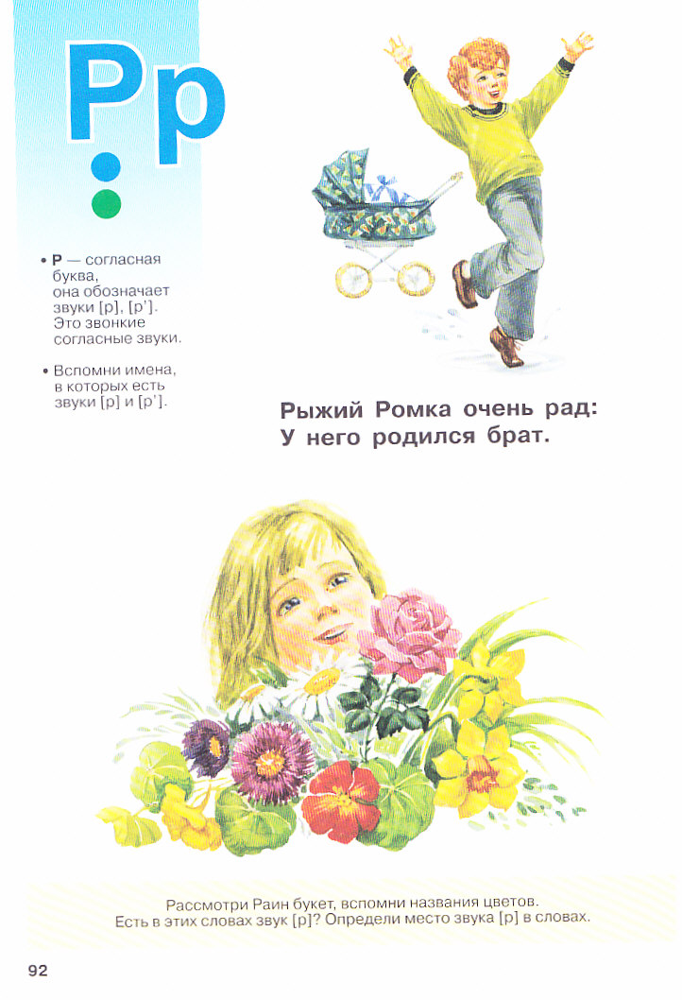 Рр
• Р — согласная
буква,
она обозначает
звуки [р], [р’].
Это звонкие
согласные звуки.
• Вспомни имена,
в которых есть
звуки [р] и [р’].
Рыжий Ромка очень рад:
У него родился брат.
Рассмотри Раин букет, вспомни названия цветов.
Есть в этих словах звук [р]? Определи место звука [р] в словах.
92